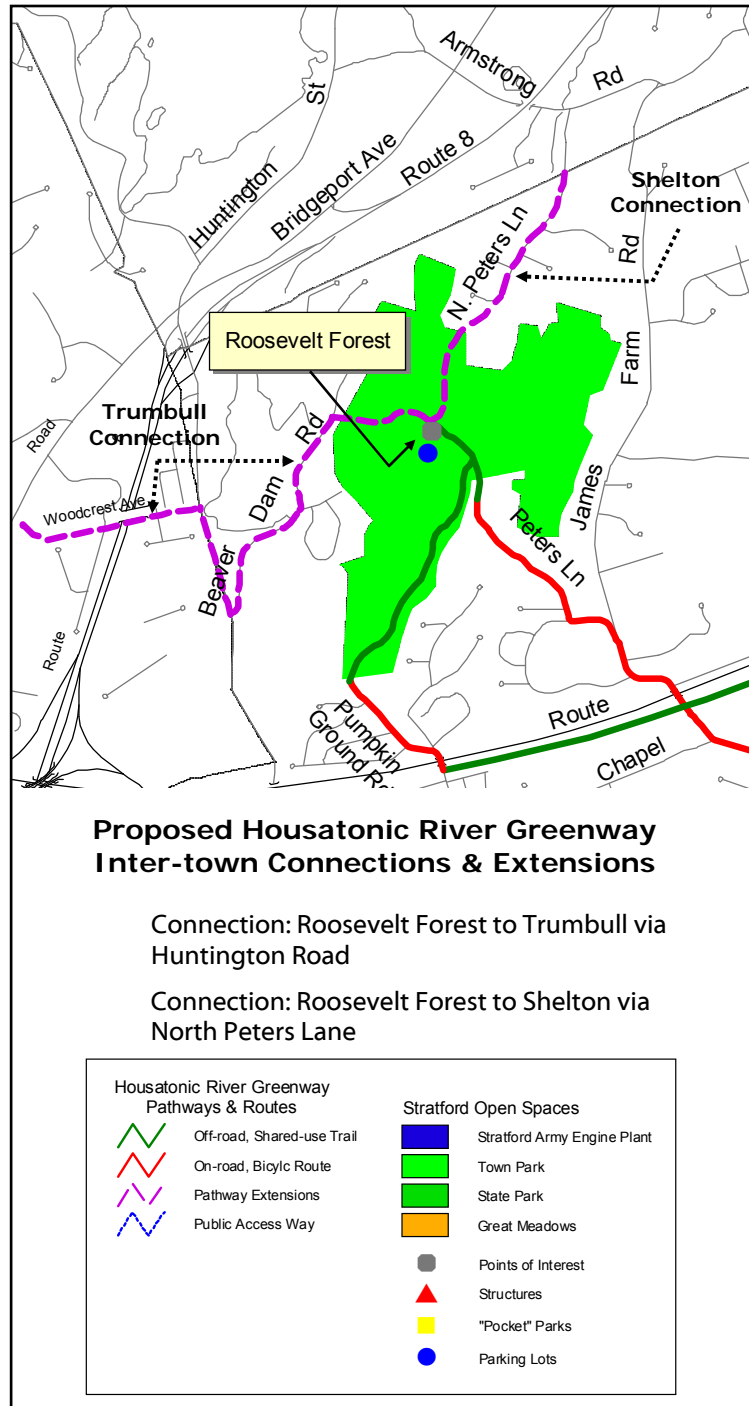 Armstrong
Rd
St
Huntington
Bridgeport Ave
Route 8
Shelton
Connection
N. Peters Ln
Rd
Farm
James
Roosevelt Forest
Trumbull
Connection
Road
Rd
Dam
Beaver
Woodcrest Ave
Route
Peters Ln
Pumpkin
Ground Rd
Route
Chapel
Proposed Housatonic River Greenway
Inter-town Connections & Extensions
Connection: Roosevelt Forest to Trumbull via
Huntington Road
Connection: Roosevelt Forest to Shelton via
North Peters Lane
Housatonic River Greenway
Pathways & Routes
Off-road, Shared-use Trail
On-road, Bicylc Route
Pathway Extensions
Public Access Way
Stratford Open Spaces
Stratford Army Engine Plant
Town Park
State Park
Great Meadows
Points of Interest
Structures
"Pocket" Parks
Parking Lots